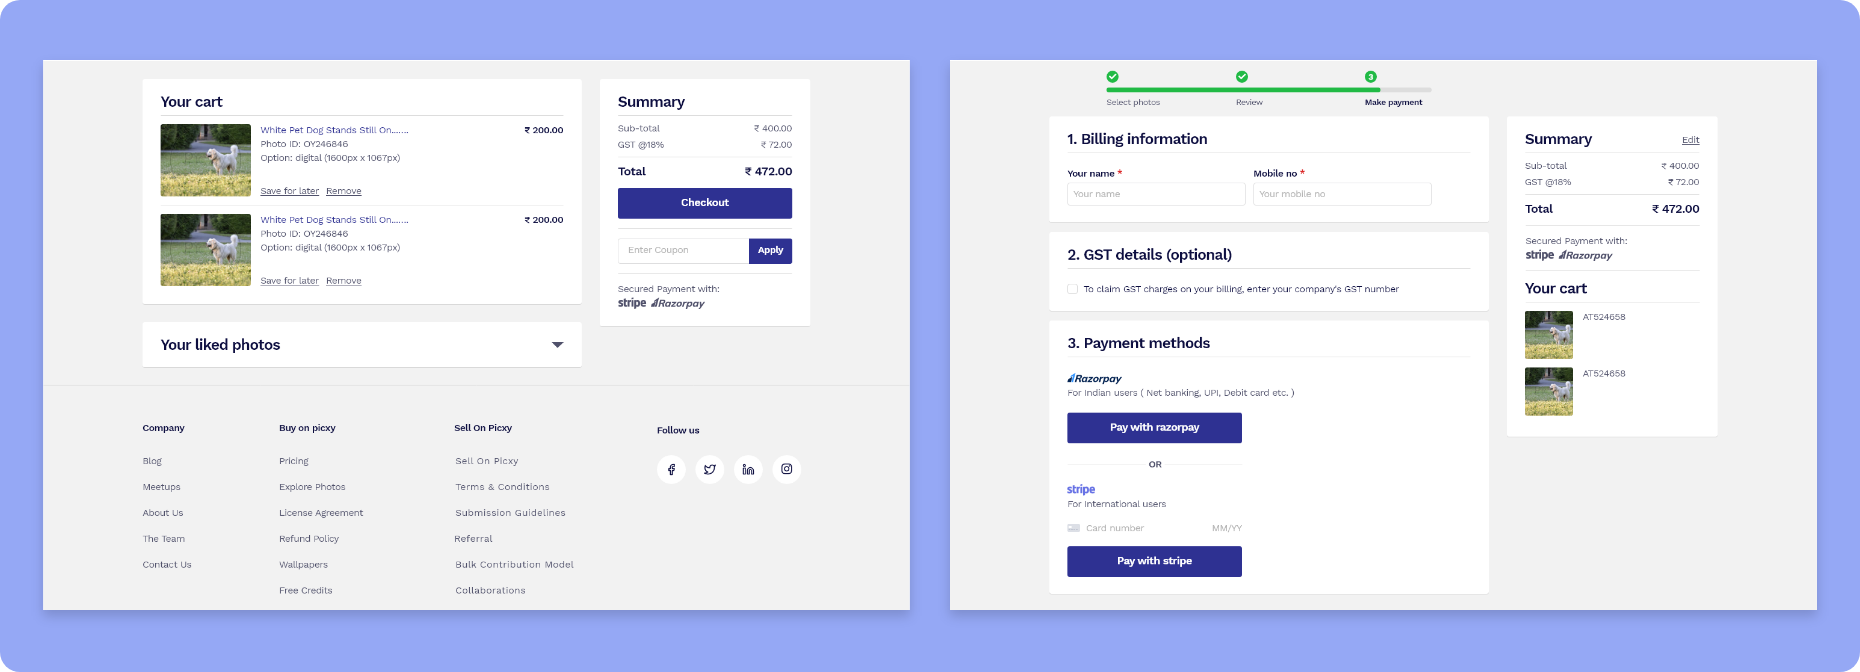 Your cart
White Pet Dog Stands Still On.......
₹ 200.00
Photo ID: OY246846
Option: digital (1600px x 1067px)
Save for later Remove
White Pet Dog Stands Still On.......
₹ 200.00
Photo ID: OY246846
Option: digital (1600px x 1067px)
Save for later Remove
Your liked photos
Summary
Sub-total ₹ 400.00
GST @18% ₹ 72.00
Total ₹ 472.00
Checkout
Enter Coupon Apply
Secured Payment with:
stripe Razorpay
Company
Blog
Meetups
About Us
The Team
Contact Us
Buy on picxy
Pricing
Explore Photos
License Agreement
Refund Policy
Wallpapers
Free Credits
Sell On Picxy
Sell On Picxy
Terms & Conditions
Submission Guidelines
Referral
Bulk Contribution Model
Collaborations
Follow us
3
Select photos Review Make payment
1. Billing information
Your name * Mobile no *
Your name Your mobile no
2. GST details (optional)
To claim GST charges on your billing, enter your company's GST number
3. Payment methods
Razorpay
For Indian users ( Net banking, UPI, Debit card etc. )
Pay with razorpay
OR
stripe
For International users
Card number MM/YY
Pay with stripe
Summary Edit
Sub-total ₹ 400.00
GST @18% ₹ 72.00
Total ₹ 472.00
Secured Payment with:
stripe Razorpay
Your cart
AT524658
AT524658